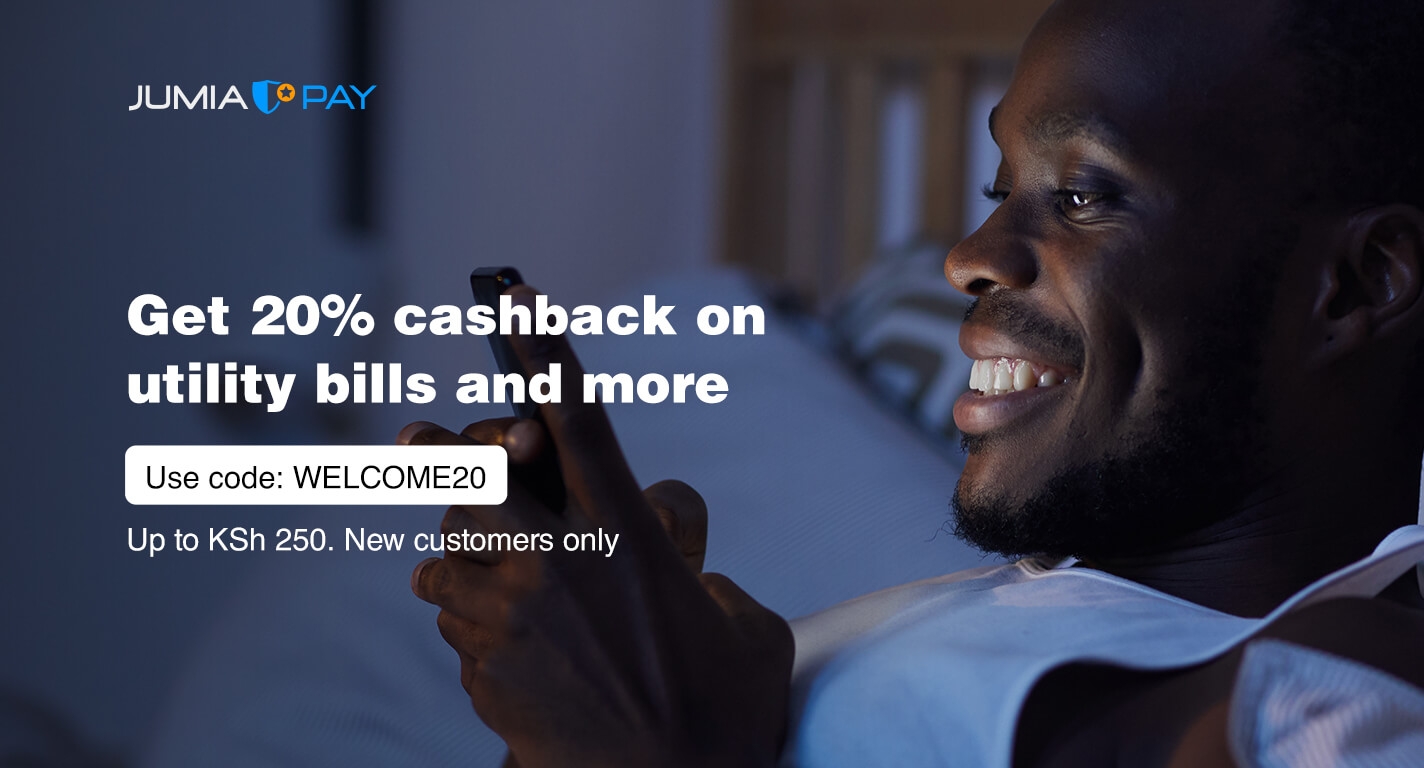 JUMIA PAY
Get 20% cashback on
utility bills and more
Use code: WELCOME20
Up to KSh 250. New customers only